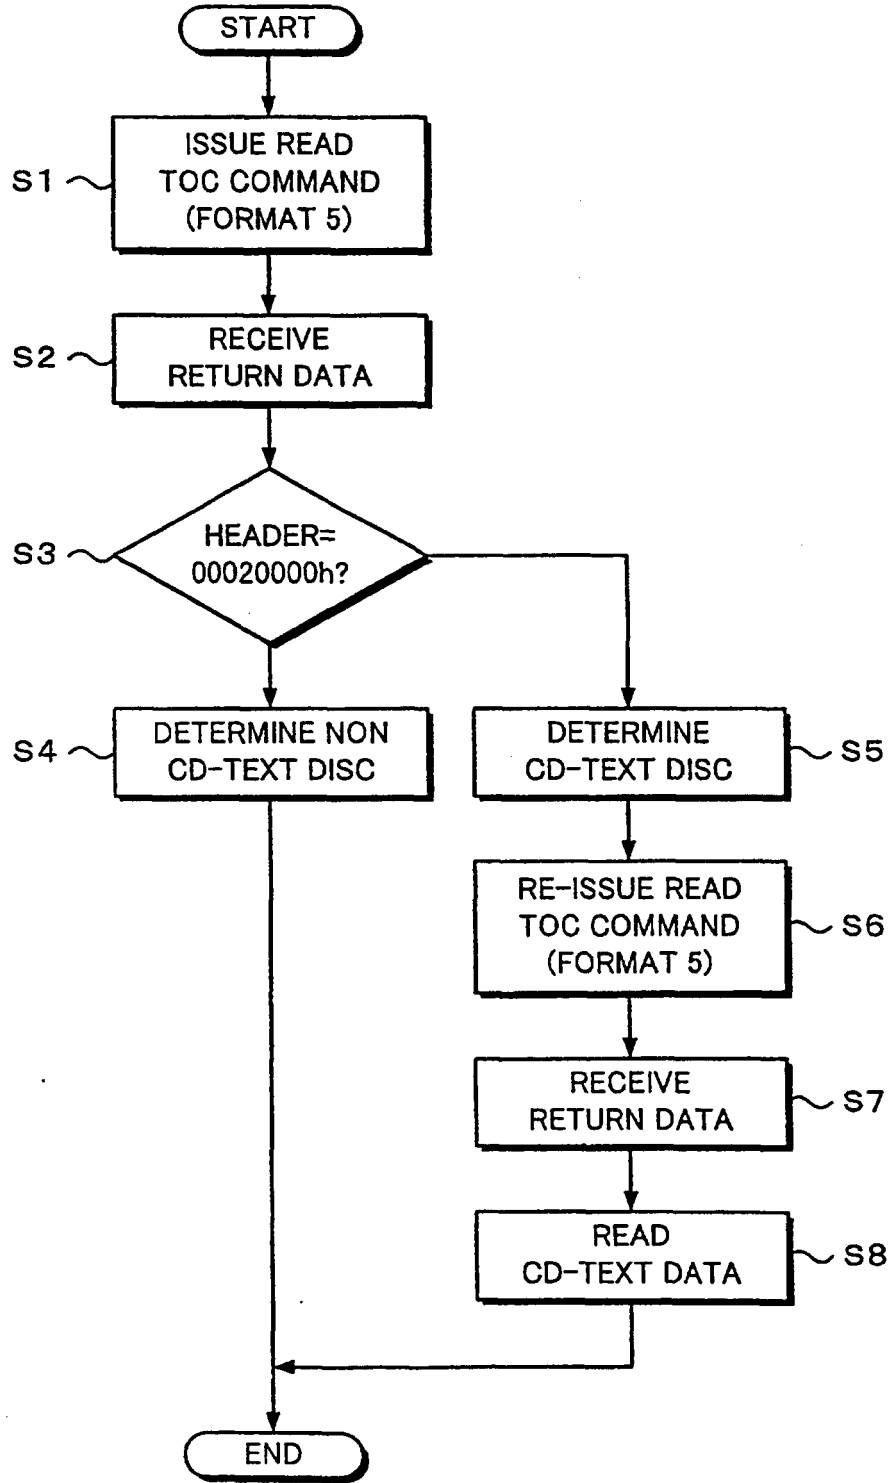 START
S1
ISSUE READ
TOC COMMAND
(FORMAT 5)
S2
RECEIVE
RETURN DATA
S3
HEADER=
00020000h?
S4
DETERMINE NON
CD-TEXT DISC
DETERMINE
CD-TEXT DISC
S5
RE-ISSUE READ
TOC COMMAND
(FORMAT 5)
S6
RECEIVE
RETURN DATA
S7
READ
CD-TEXT DATA
S8
END